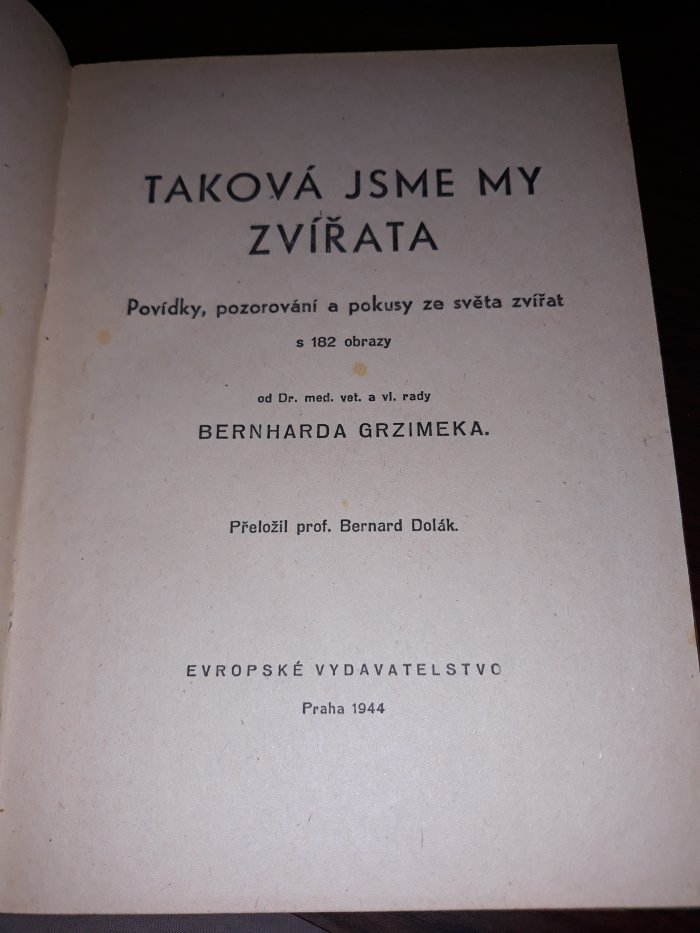 TAKOVÁ JSME MY
ZVÍŘATA
Povídky, pozorování a pokusy ze světa zvířat
s 182 obrazy
od Dr. med. vet. a vl. rady
BERNHARDA GRZIMEKA.
Přeložil prof. Bernard Dolák.
EVROPSKÉ VYDAVATELSTVO
Praha 1944